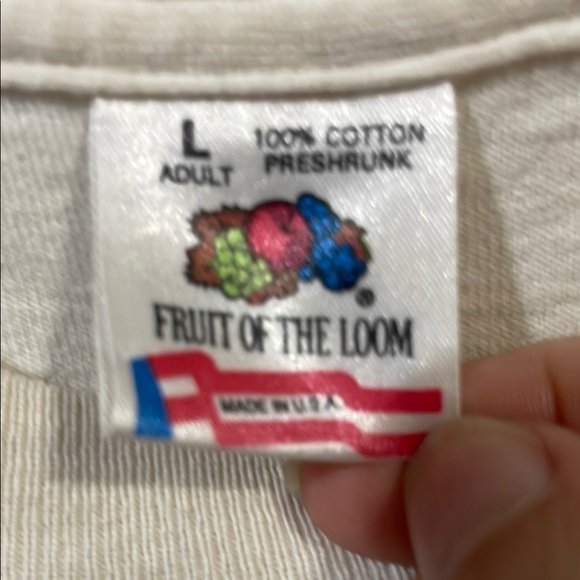 L
ADULT
100% COTTON
PRESHRUNK
®
FRUIT OF THE LOOM
MADE IN U.S.A.